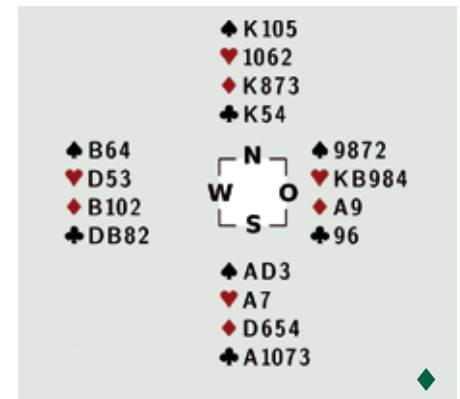 ♠ K105
♥ 1062
♦ K873
♣ K54
♠ B64
♥ D53
♦ B102
♣ DB82
N
W O
S
♠ 9872
♥ KB984
♦ A9
♣ 96
♠ AD3
♥ A7
♦ D654
♣ A1073
♦